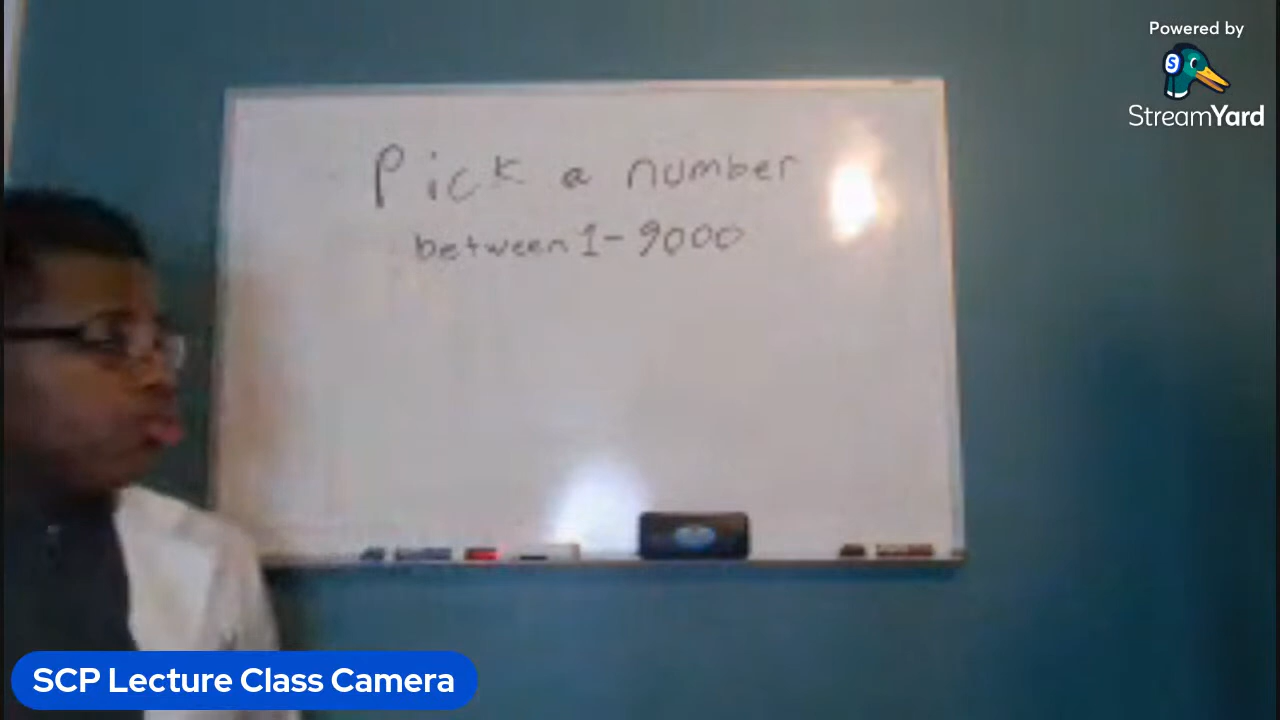 Powered by
StreamYard
Pick a number
between 1-9000
SCP Lecture Class Camera